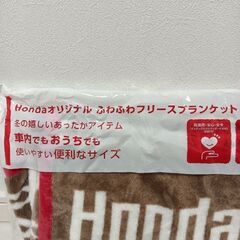 Hondaオリジナル ふわふわフリースブランケット
冬の嬉しいあったかアイテム
車内でもおうちでも
使いやすい便利なサイズ
Honda